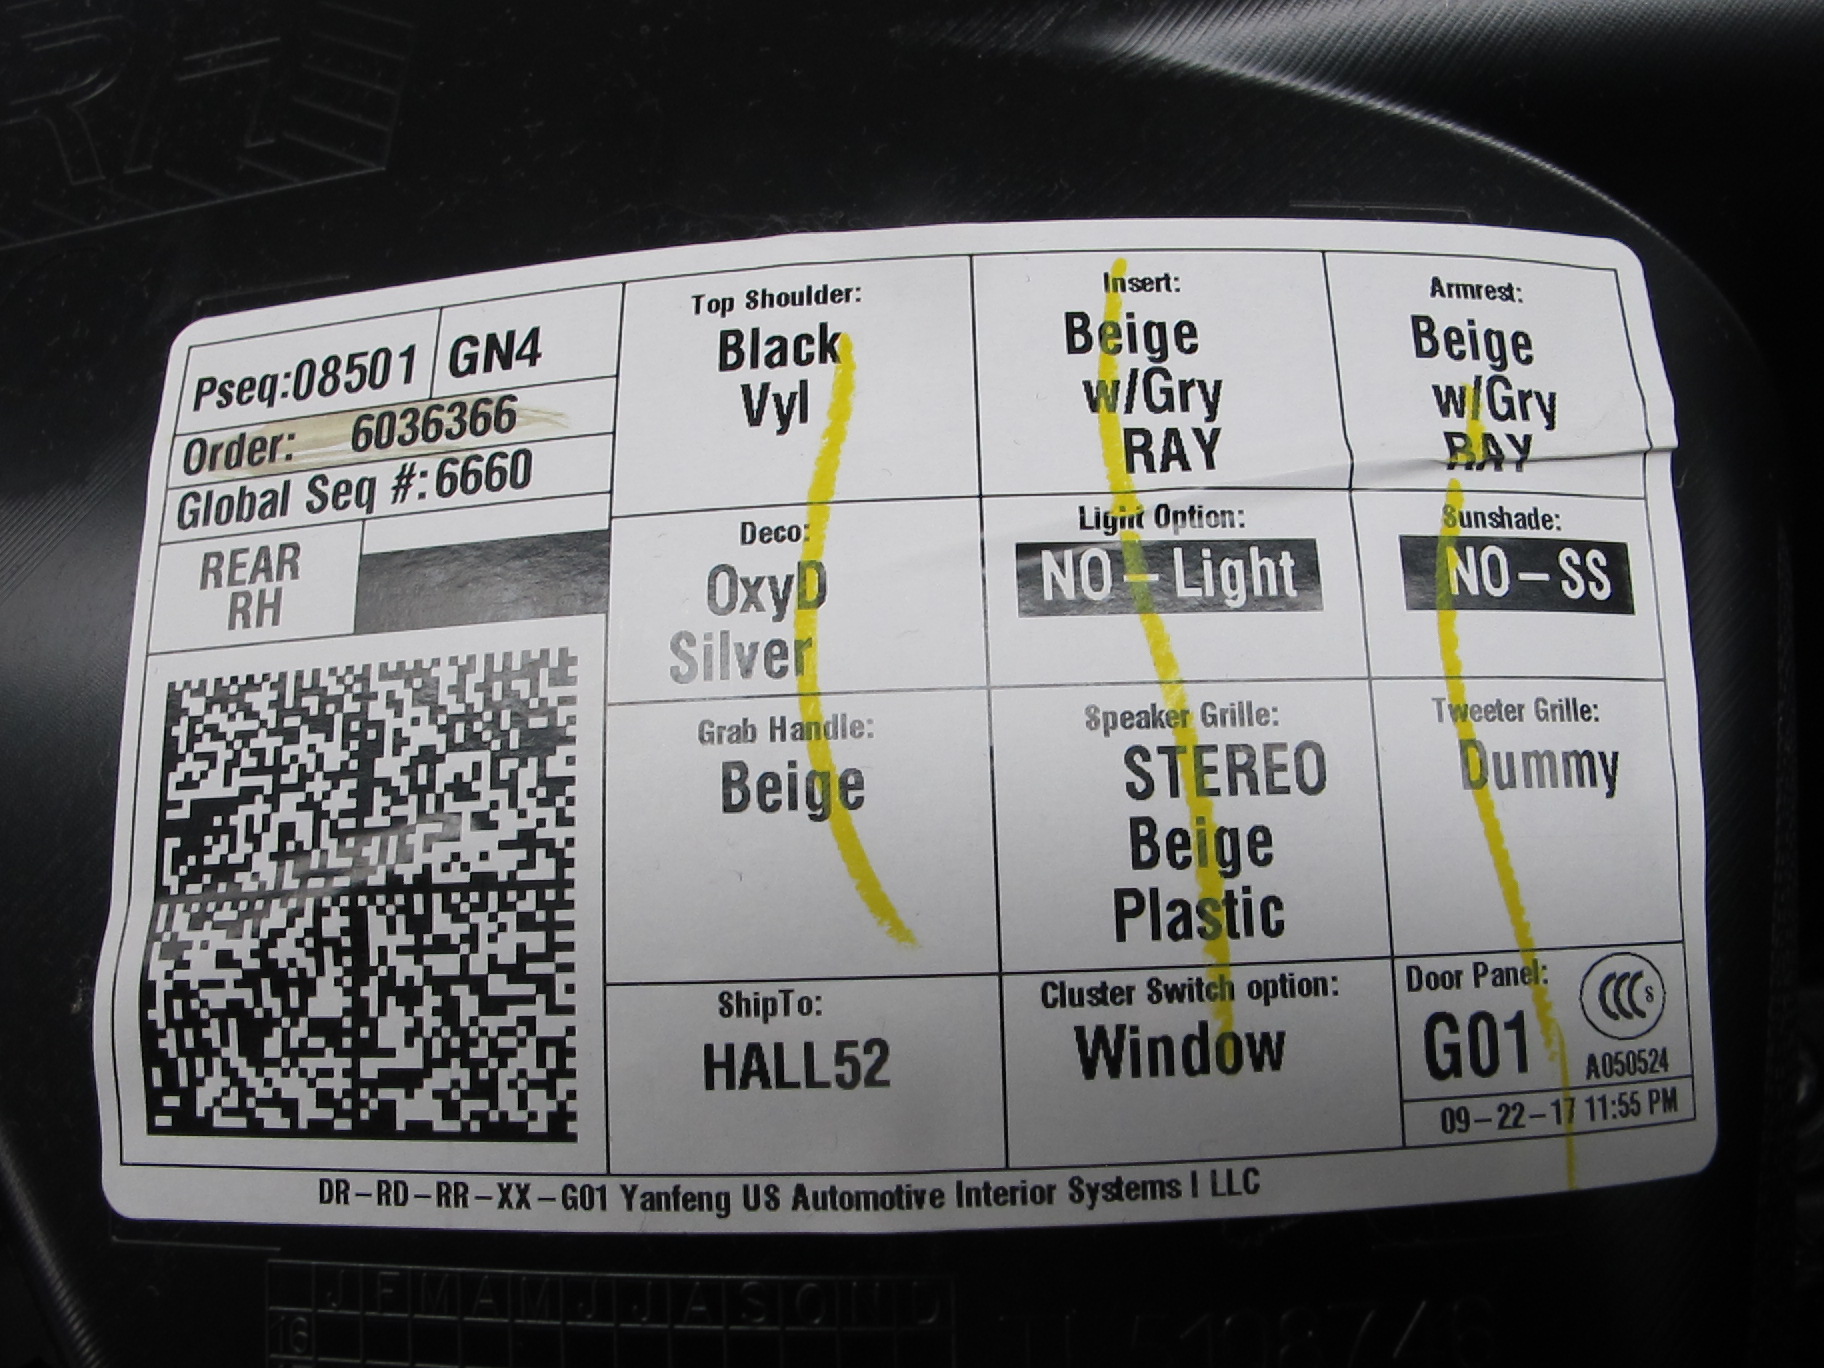 Pseq:08501 GN4
Order: 6036366
Global Seq #:6660
REAR
RH
Top Shoulder:
Black
Vyl
Insert:
Beige
w/Gry
RAY
Armrest:
Beige
w/Gry
RAY
Deco:
OxyD
Silver
Light Option:
NO-Light
Sunshade:
NO-SS
Grab Handle:
Beige
Speaker Grille:
STEREO
Beige
Plastic
Tweeter Grille:
Dummy
ShipTo:
HALL52
Cluster Switch option:
Window
Door Panel:
G01
CCC S
A050524
09-22-17 11:55 PM
DR-RD-RR-XX-G01 Yanfeng US Automotive Interior Systems I LLC
J F M A M J J A S O N D
16